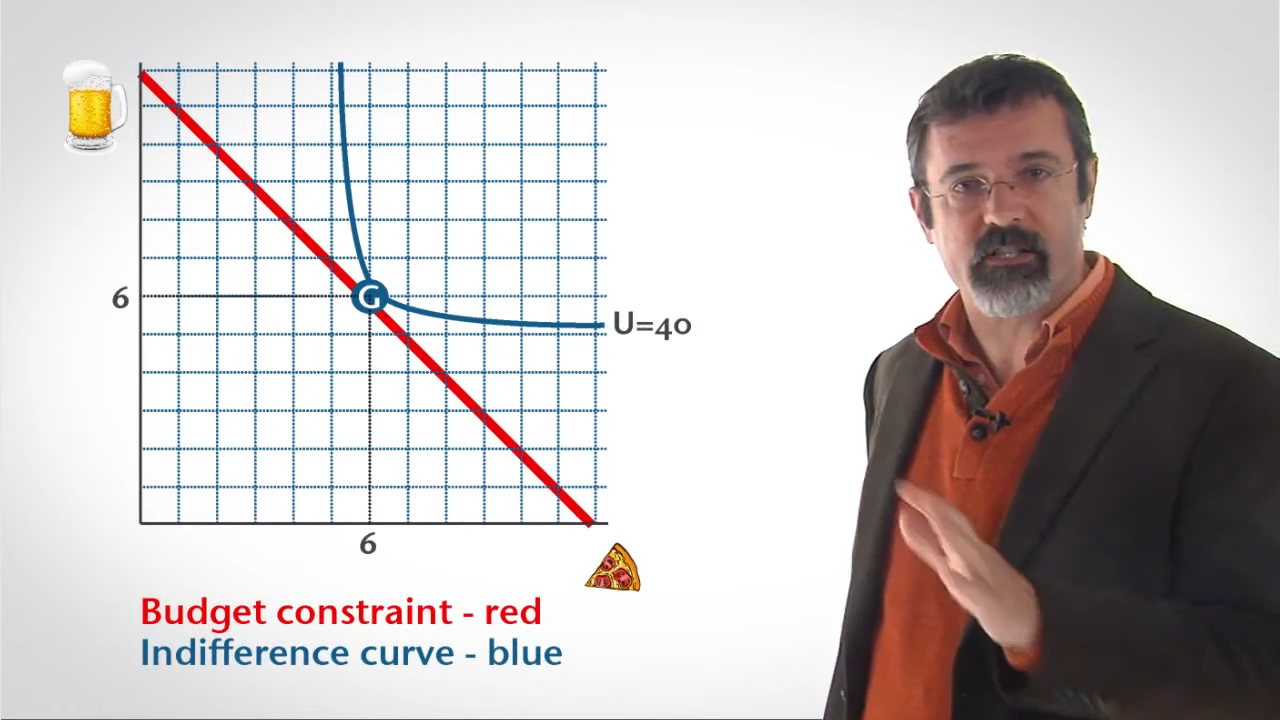 6
G
U=40
6
Budget constraint - red
Indifference curve - blue